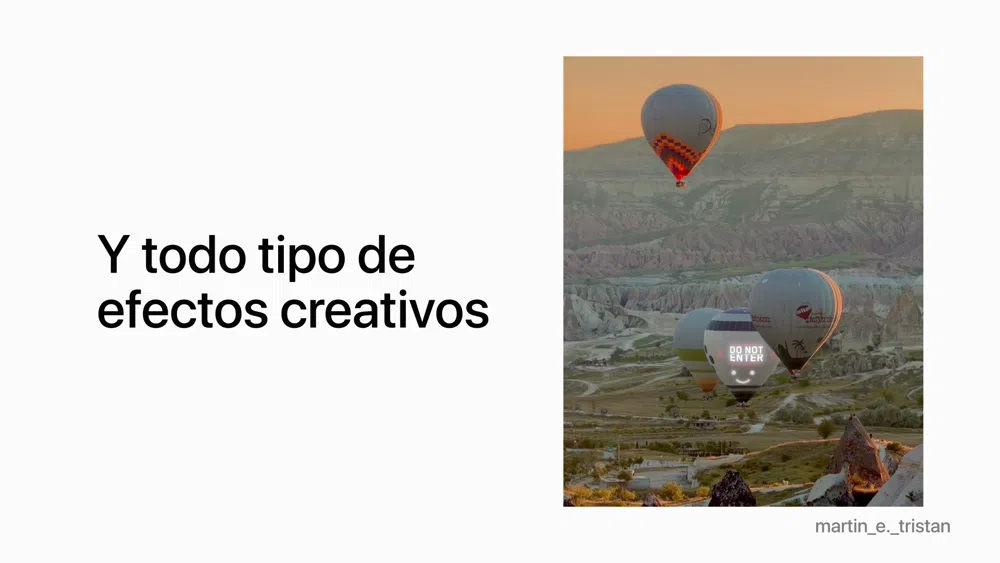 Y todo tipo de
efectos creativos
DO NOT
ENTER
martin_e._tristan